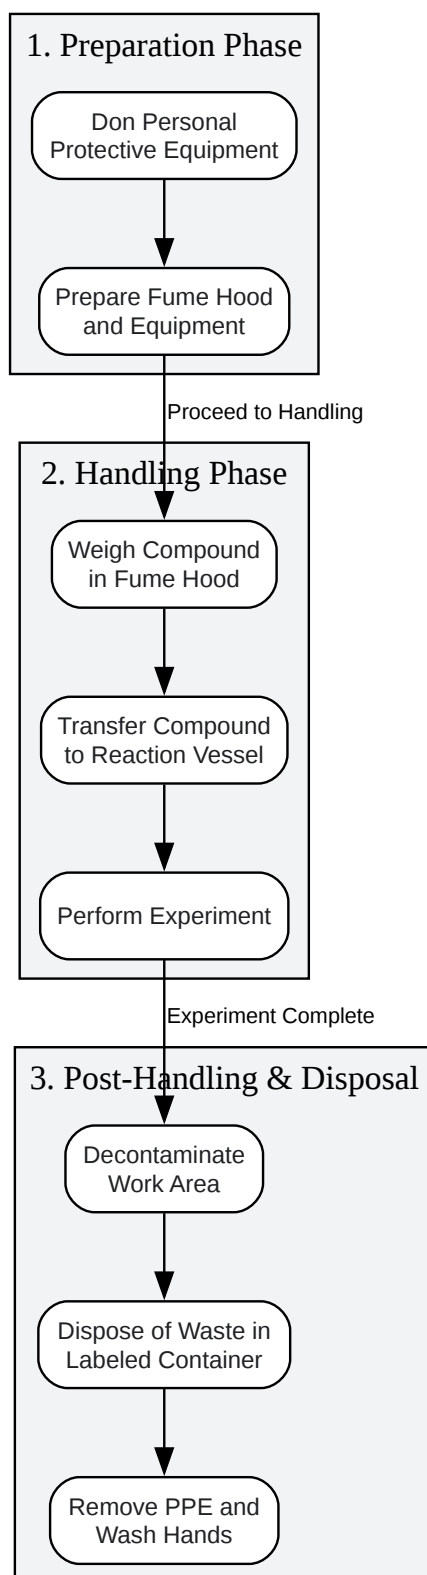 1. Preparation Phase
Don Personal
Protective Equipment
Prepare Fume Hood
and Equipment
Proceed to Handling
2. Handling Phase
Weigh Compound
in Fume Hood
Transfer Compound
to Reaction Vessel
Perform Experiment
Experiment Complete
3. Post-Handling & Disposal
Decontaminate
Work Area
Dispose of Waste in
Labeled Container
Remove PPE and
Wash Hands